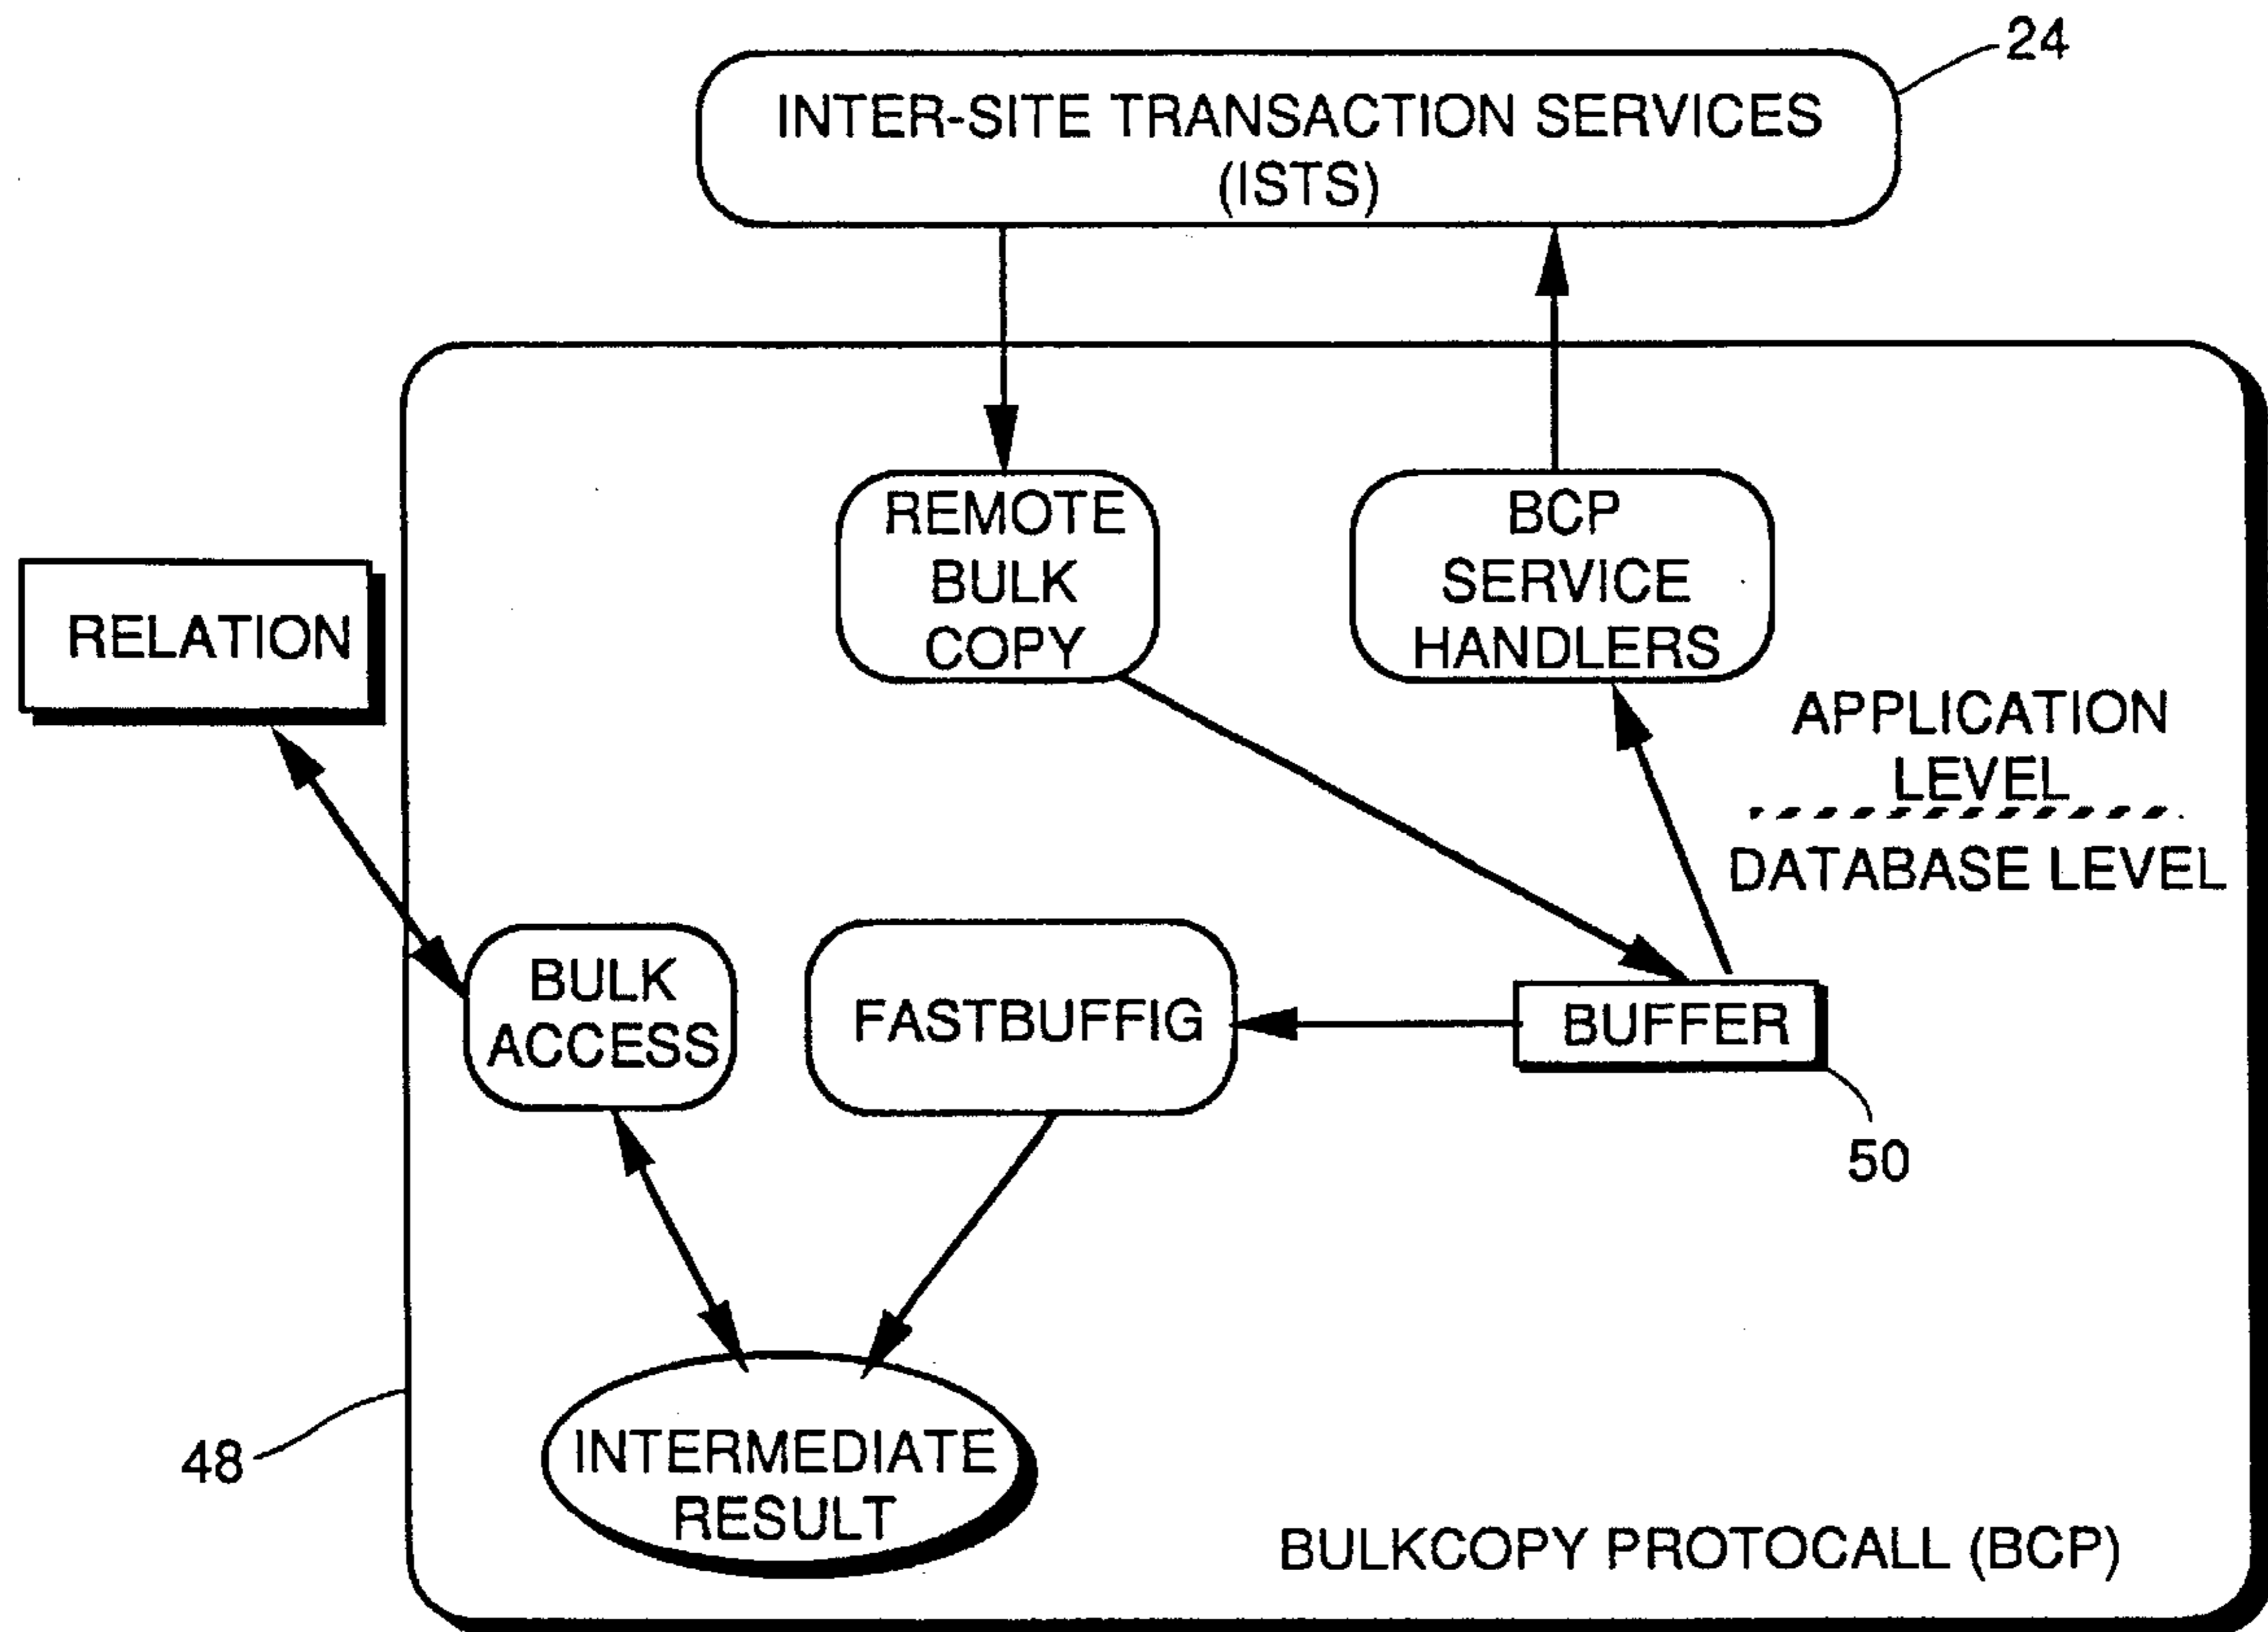 24
INTER-SITE TRANSACTION SERVICES
(ISTS)
REMOTE
BULK
COPY
BCP
SERVICE
HANDLERS
RELATION
APPLICATION
LEVEL
DATABASE LEVEL
BULK
ACCESS
FASTBUFFIG
BUFFER
50
48
INTERMEDIATE
RESULT
BULKCOPY PROTOCALL (BCP)